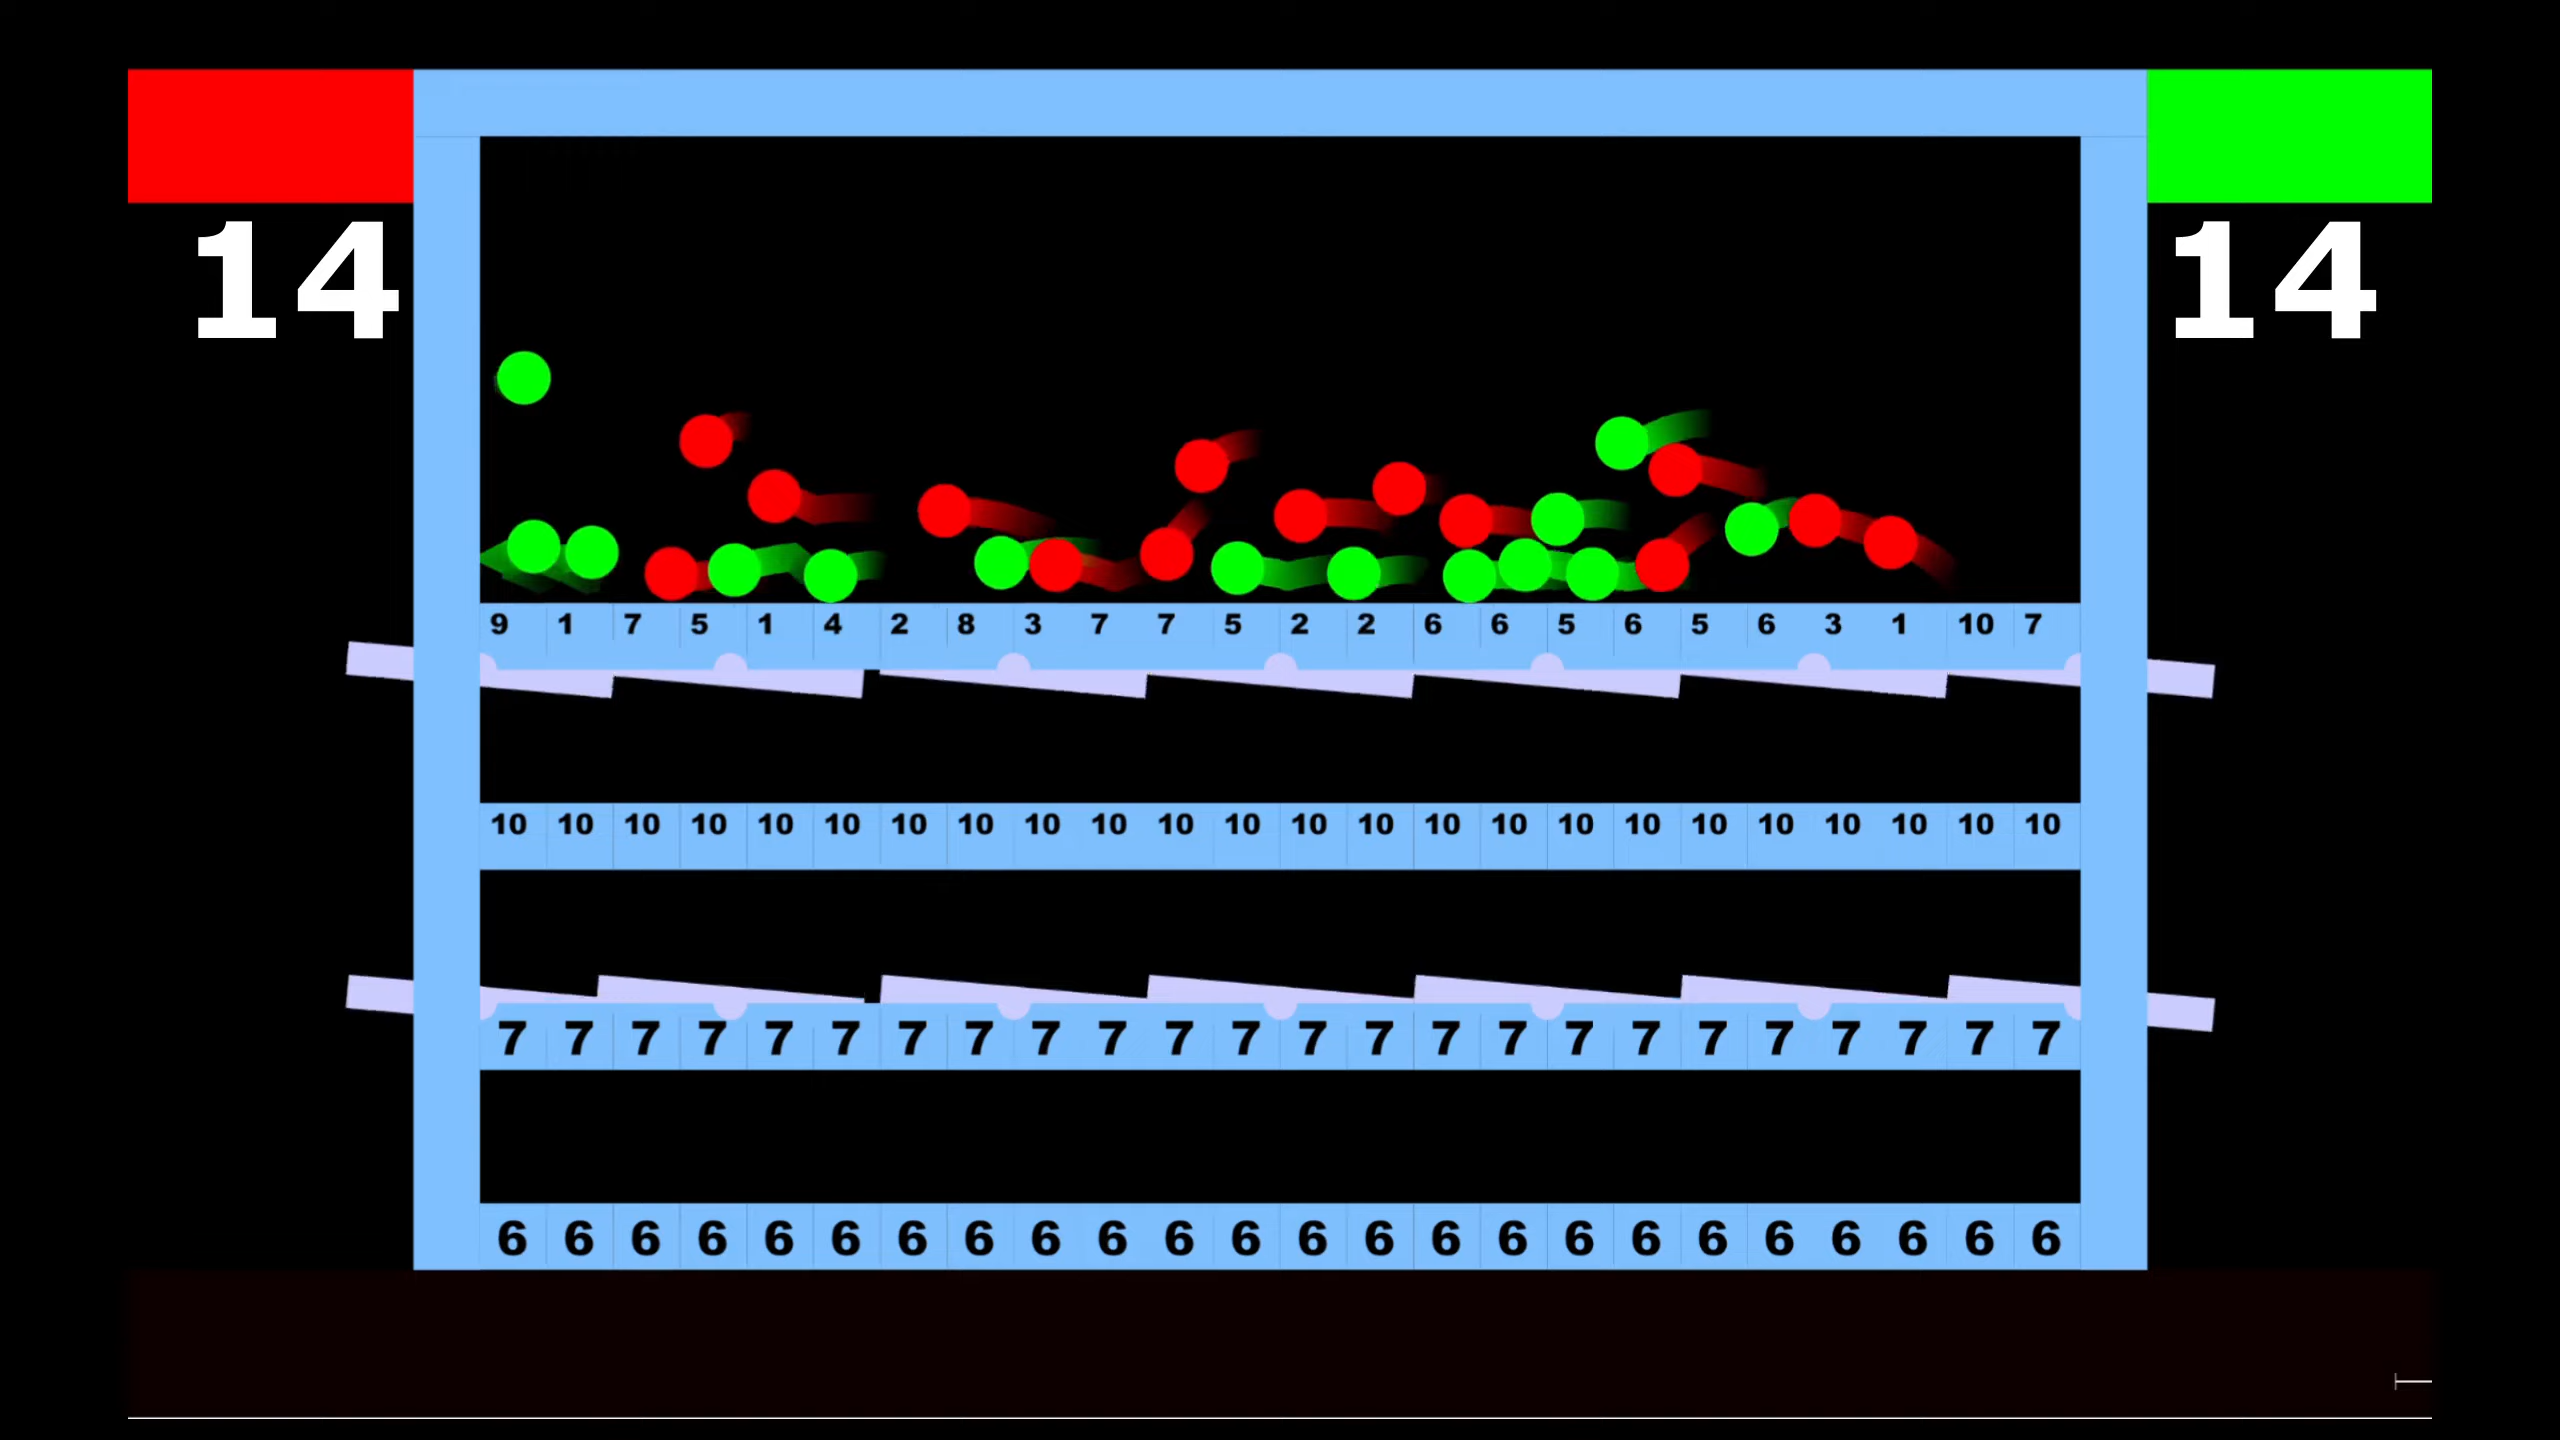 14 14
9 1 7 5 1 4 2 8 3 7 7 5 2 2 6 6 5 6 5 6 3 1 10 7
10 10 10 10 10 10 10 10 10 10 10 10 10 10 10 10 10 10 10 10 10 10 10 10
7 7 7 7 7 7 7 7 7 7 7 7 7 7 7 7 7 7 7 7 7 7 7 7
6 6 6 6 6 6 6 6 6 6 6 6 6 6 6 6 6 6 6 6 6 6 6 6